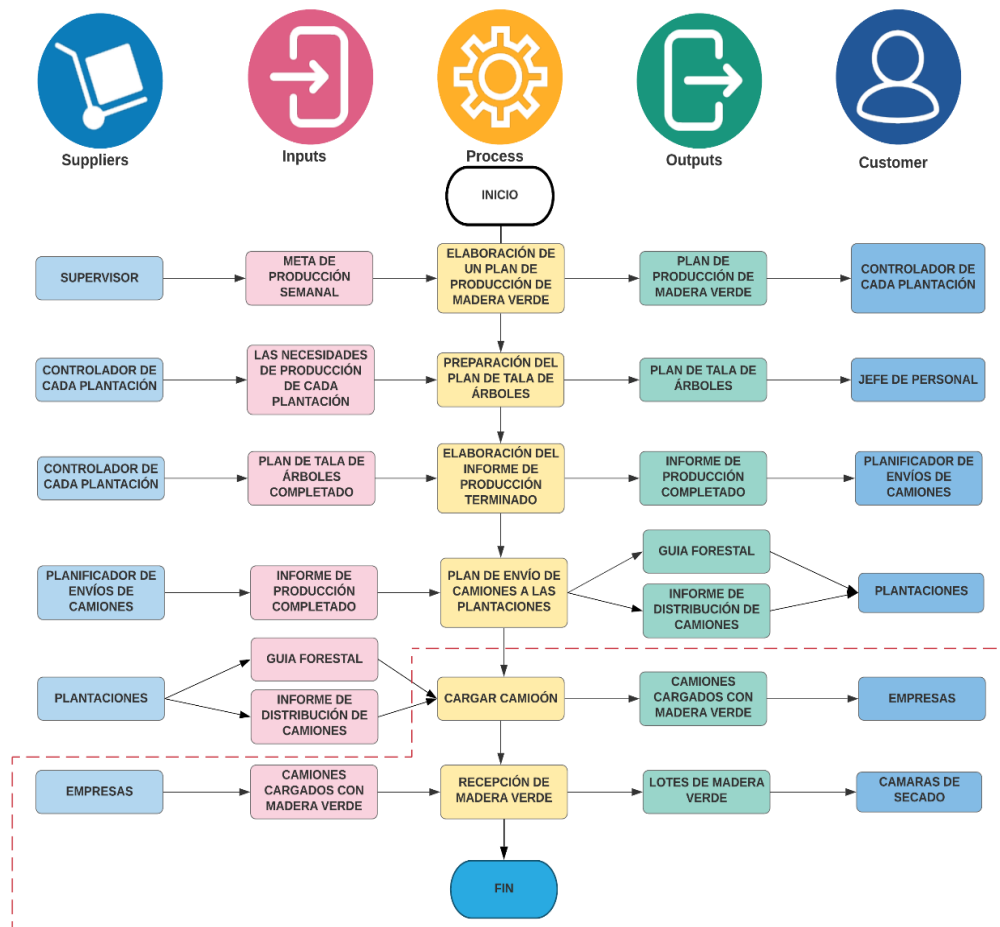 Suppliers
Inputs
Process
Outputs
Customer
INICIO
SUPERVISOR
META DE
PRODUCCIÓN
SEMANAL
ELABORACIÓN DE
UN PLAN DE
PRODUCCIÓN DE
MADERA VERDE
PLAN DE
PRODUCCIÓN DE
MADERA VERDE
CONTROLADOR DE
CADA PLANTACIÓN
CONTROLADOR DE
CADA PLANTACIÓN
LAS NECESIDADES
DE PRODUCCIÓN
DE CADA
PLANTACIÓN
PREPARACIÓN DEL
PLAN DE TALA DE
ÁRBOLES
PLAN DE TALA DE
ÁRBOLES
JEFE DE PERSONAL
CONTROLADOR DE
CADA PLANTACIÓN
PLAN DE TALA DE
ÁRBOLES
COMPLETADO
ELABORACIÓN DEL
INFORME DE
PRODUCCIÓN
TERMINADO
INFORME DE
PRODUCCIÓN
COMPLETADO
PLANIFICADOR DE
ENVÍOS DE
CAMIONES
PLANIFICADOR DE
ENVÍOS DE
CAMIONES
INFORME DE
PRODUCCIÓN
COMPLETADO
PLAN DE ENVÍO DE
CAMIONES A LAS
PLANTACIONES
GUIA FORESTAL
INFORME DE
DISTRIBUCIÓN DE
CAMIONES
PLANTACIONES
PLANTACIONES
GUIA FORESTAL
INFORME DE
DISTRIBUCIÓN DE
CAMIONES
CARGAR CAMIOÓN
CAMIONES
CARGADOS CON
MADERA VERDE
EMPRESAS
EMPRESAS
CAMIONES
CARGADOS CON
MADERA VERDE
RECEPCIÓN DE
MADERA VERDE
LOTES DE MADERA
VERDE
CAMARAS DE
SECADO
FIN